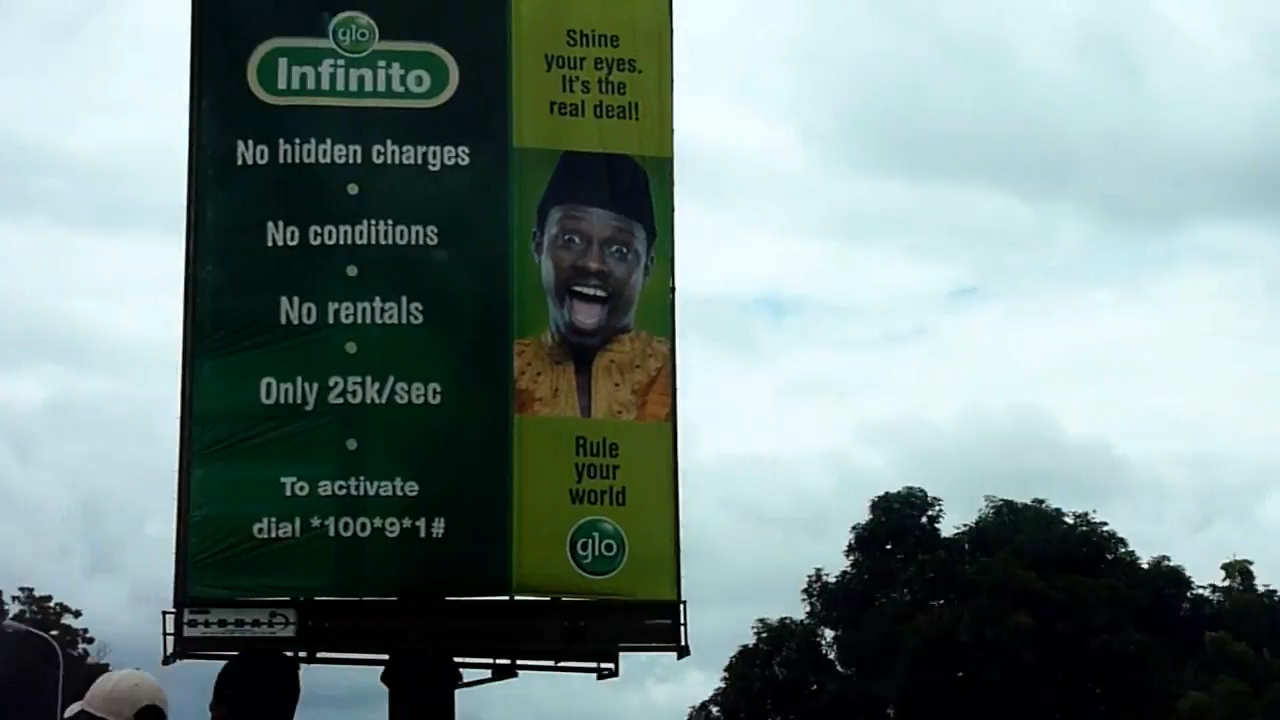 glo
Infinito
No hidden charges
No conditions
No rentals
Only 25k/sec
To activate
dial *100*9*1#
Shine
your eyes.
It's the
real deal!
Rule
your
world
glo
GLOBAL